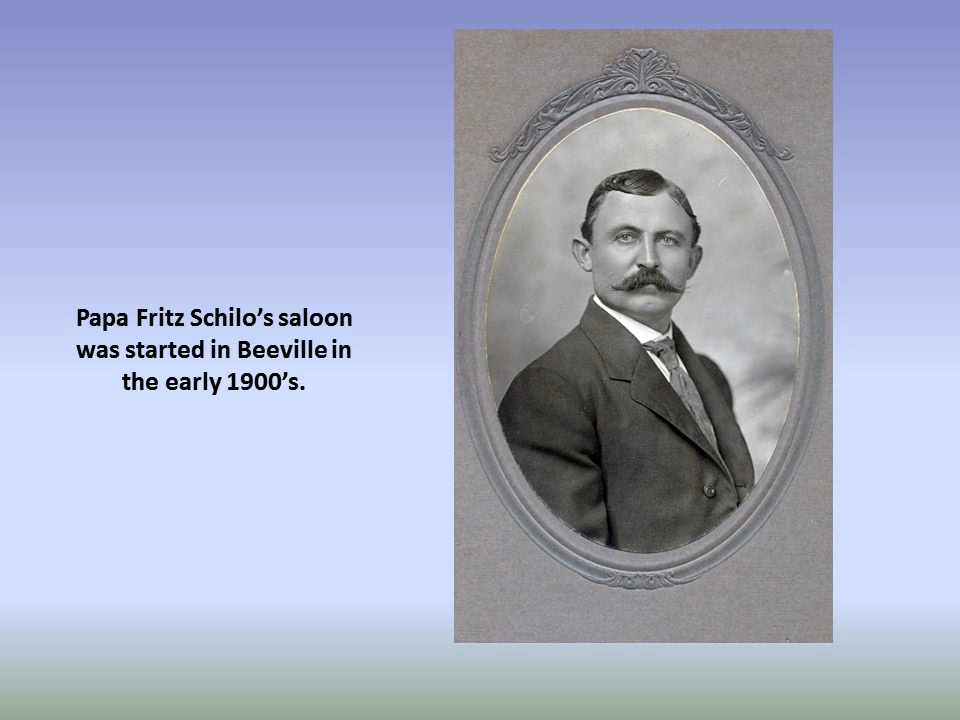 Papa Fritz Schilo’s saloon
was started in Beeville in
the early 1900’s.